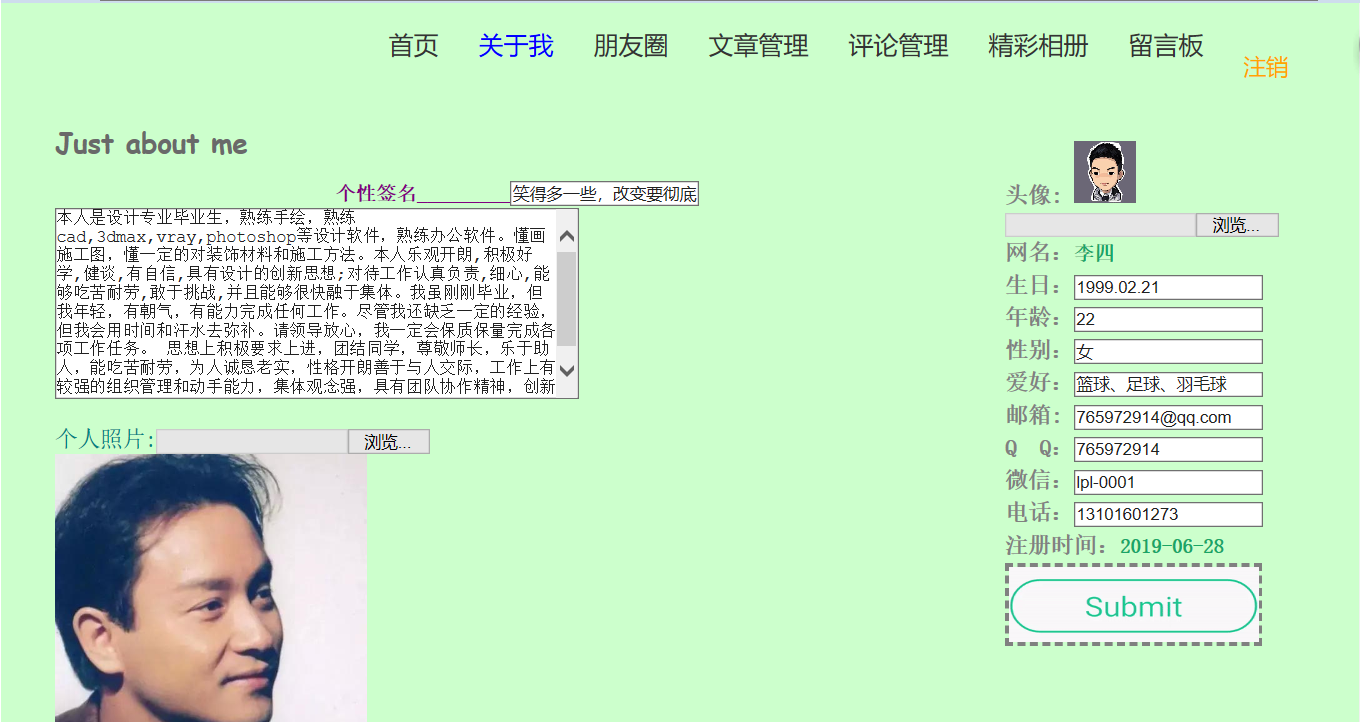 首页 关于我 朋友圈 文章管理 评论管理 精彩相册 留言板 注销
Just about me
个性签名_________笑得多一些，改变要彻底
本人是设计专业毕业生，熟练手绘，熟练
cad,3dmax,vray,photoshop等设计软件，熟练办公软件。懂画
施工图，懂一定的对装饰材料和施工方法。本人乐观开朗,积极好
学,健谈,有自信,具有设计的创新思想;对待工作认真负责,细心,能
够吃苦耐劳,敢于挑战,并且能够很快融于集体。我虽刚刚毕业，但
我年轻，有朝气，有能力完成任何工作。尽管我还缺乏一定的经验，
但我会用时间和汗水去弥补。请领导放心，我一定会保质保量完成各
项工作任务。 思想上积极要求上进，团结同学，尊敬师长，乐于助
人，能吃苦耐劳，为人诚恳老实，性格开朗善于与人交际，工作上有
较强的组织管理和动手能力，集体观念强，具有团队协作精神，创新
个人照片: 浏览...
头像：
浏览...
网名：李四
生日：1999.02.21
年龄：22
性别：女
爱好：篮球、足球、羽毛球
邮箱：765972914@qq.com
Q Q：765972914
微信：lpl-0001
电话：13101601273
注册时间：2019-06-28
Submit